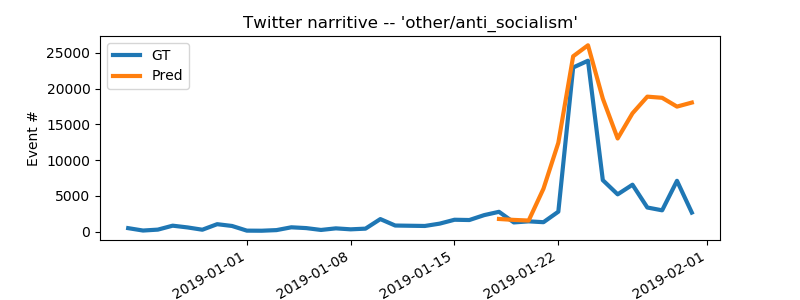 Twitter narritive -- 'other/anti_socialism'
GT
Pred
Event #
25000
20000
15000
10000
5000
0
2019-01-01
2019-01-08
2019-01-15
2019-01-22
2019-02-01